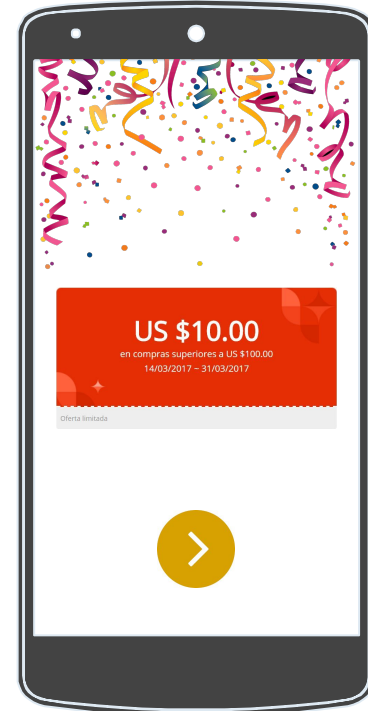 US $10.00
en compras superiores a US $100.00
14/03/2017 ~ 31/03/2017
Oferta limitada